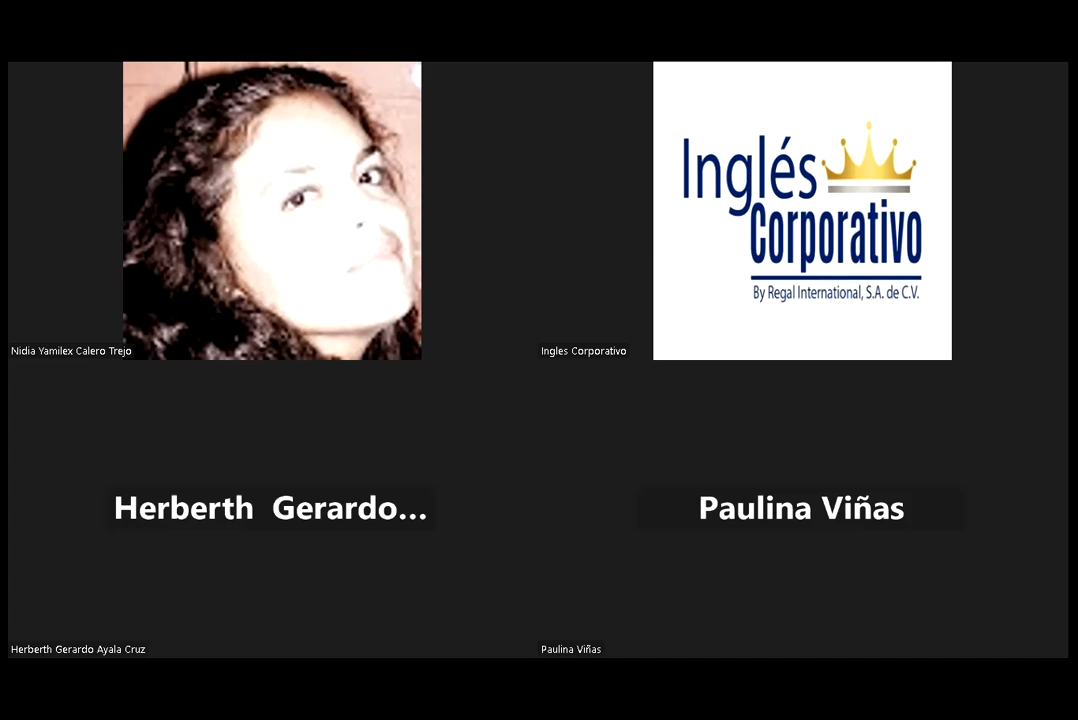 Inglés
Corporativo
By Regal International, S.A. de C.V.
Nidia Yamilex Calero Trejo
Ingles Corporativo
Herberth Gerardo...
Paulina Viñas
Herberth Gerardo Ayala Cruz
Paulina Viñas